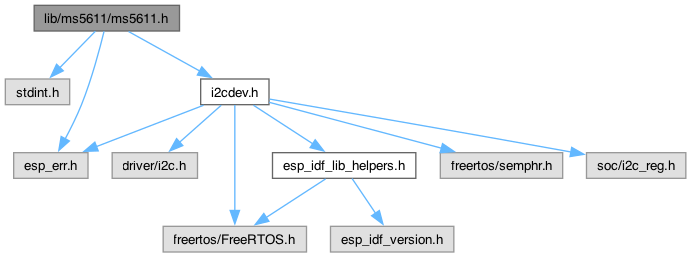 lib/ms5611/ms5611.h
stdint.h
i2cdev.h
esp_err.h
driver/i2c.h
esp_idf_lib_helpers.h
freertos/semphr.h
soc/i2c_reg.h
freertos/FreeRTOS.h
esp_idf_version.h